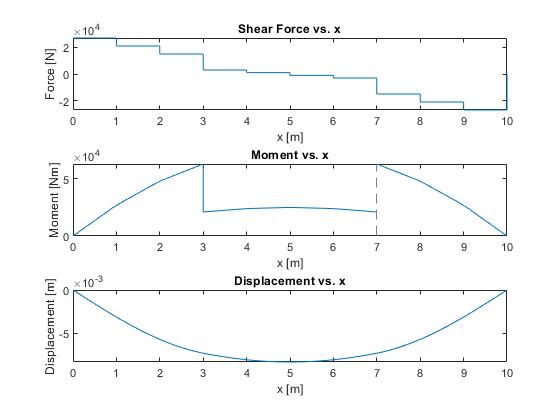 Shear Force vs. x
×10^4
2
0
-2
Force [N]
0 1 2 3 4 5 6 7 8 9 10
x [m]
Moment vs. x
×10^4
5
0
Moment [Nm]
0 1 2 3 4 5 6 7 8 9 10
x [m]
Displacement vs. x
×10^-3
0
-5
Displacement [m]
0 1 2 3 4 5 6 7 8 9 10
x [m]